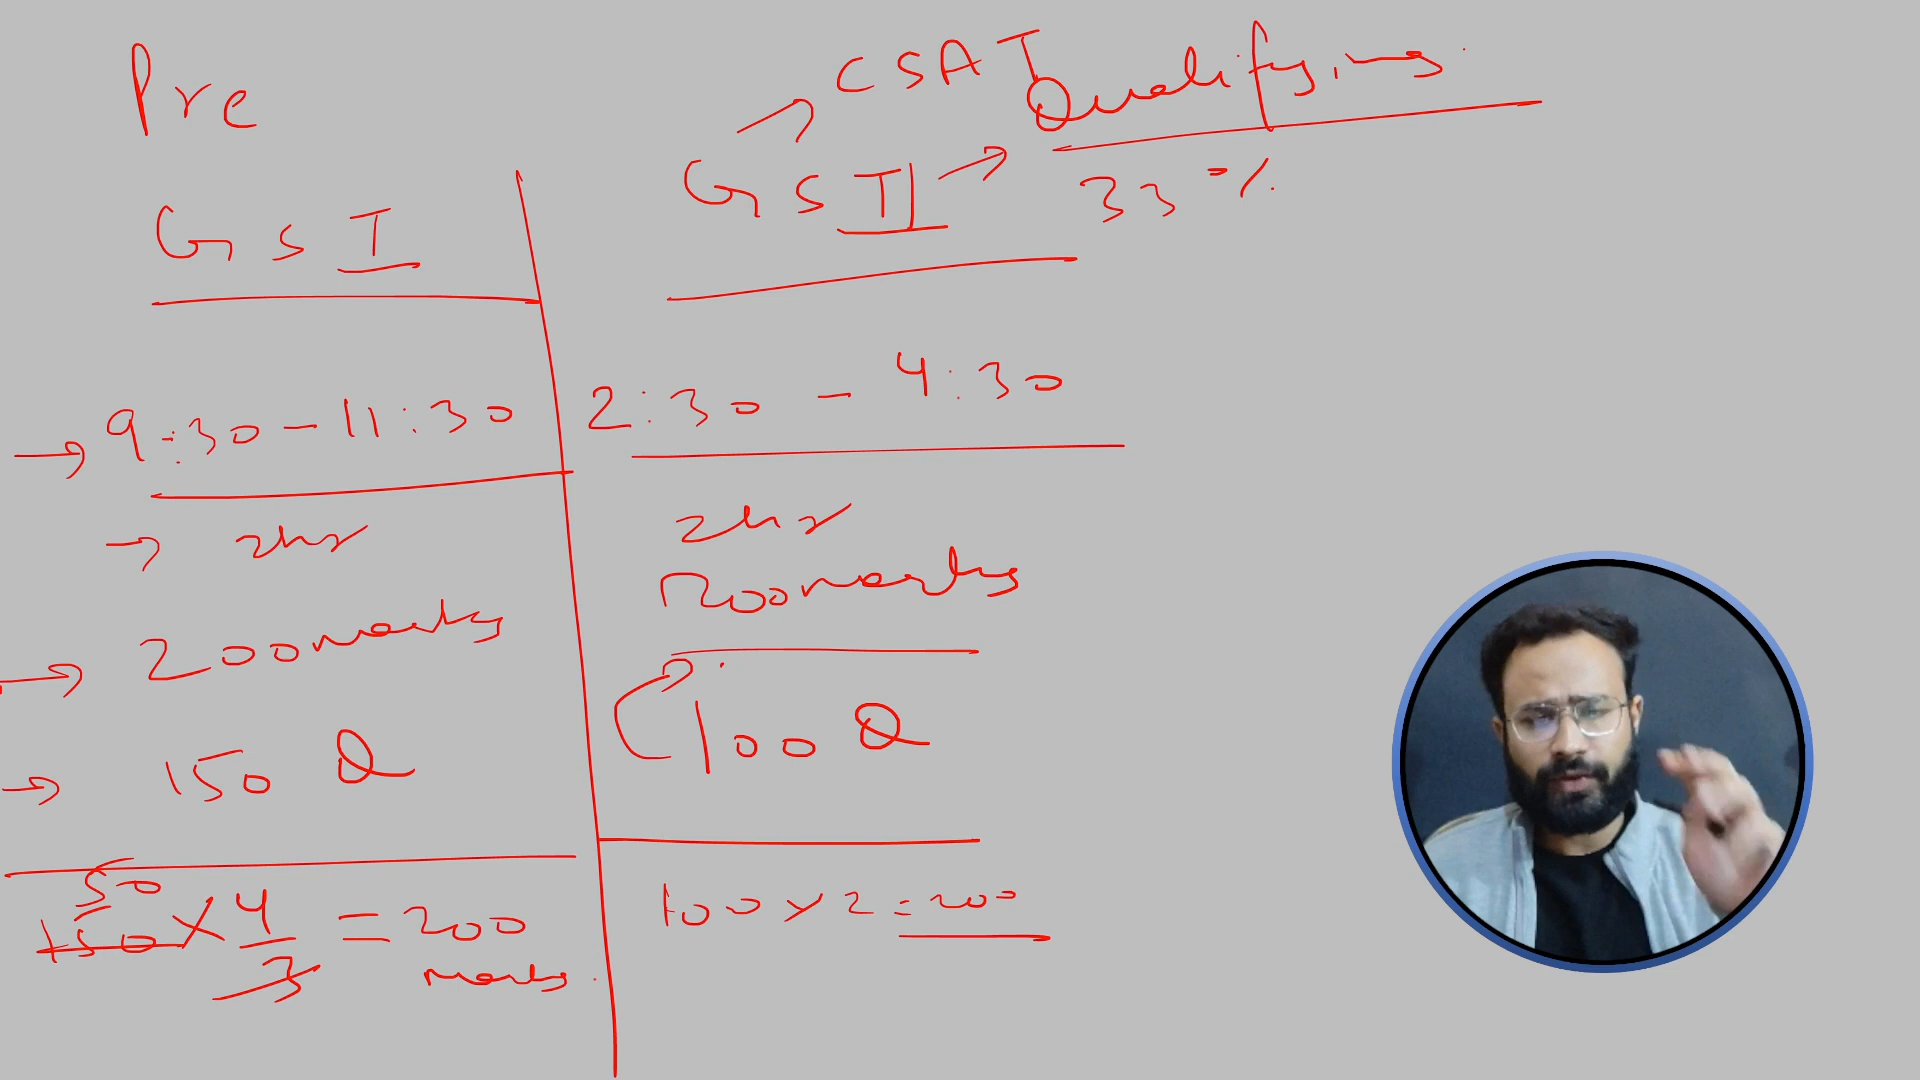 Pre
GS I
→ 9:30 - 11:30
→ 2hr
→ 200 marks
→ 150 Q
50
150 × 4/3 = 200
marks
→ CSAT
GS II → Qualifying
33 %
2:30 - 4:30
2hr
200 marks
100 Q
100 × 2 = 200